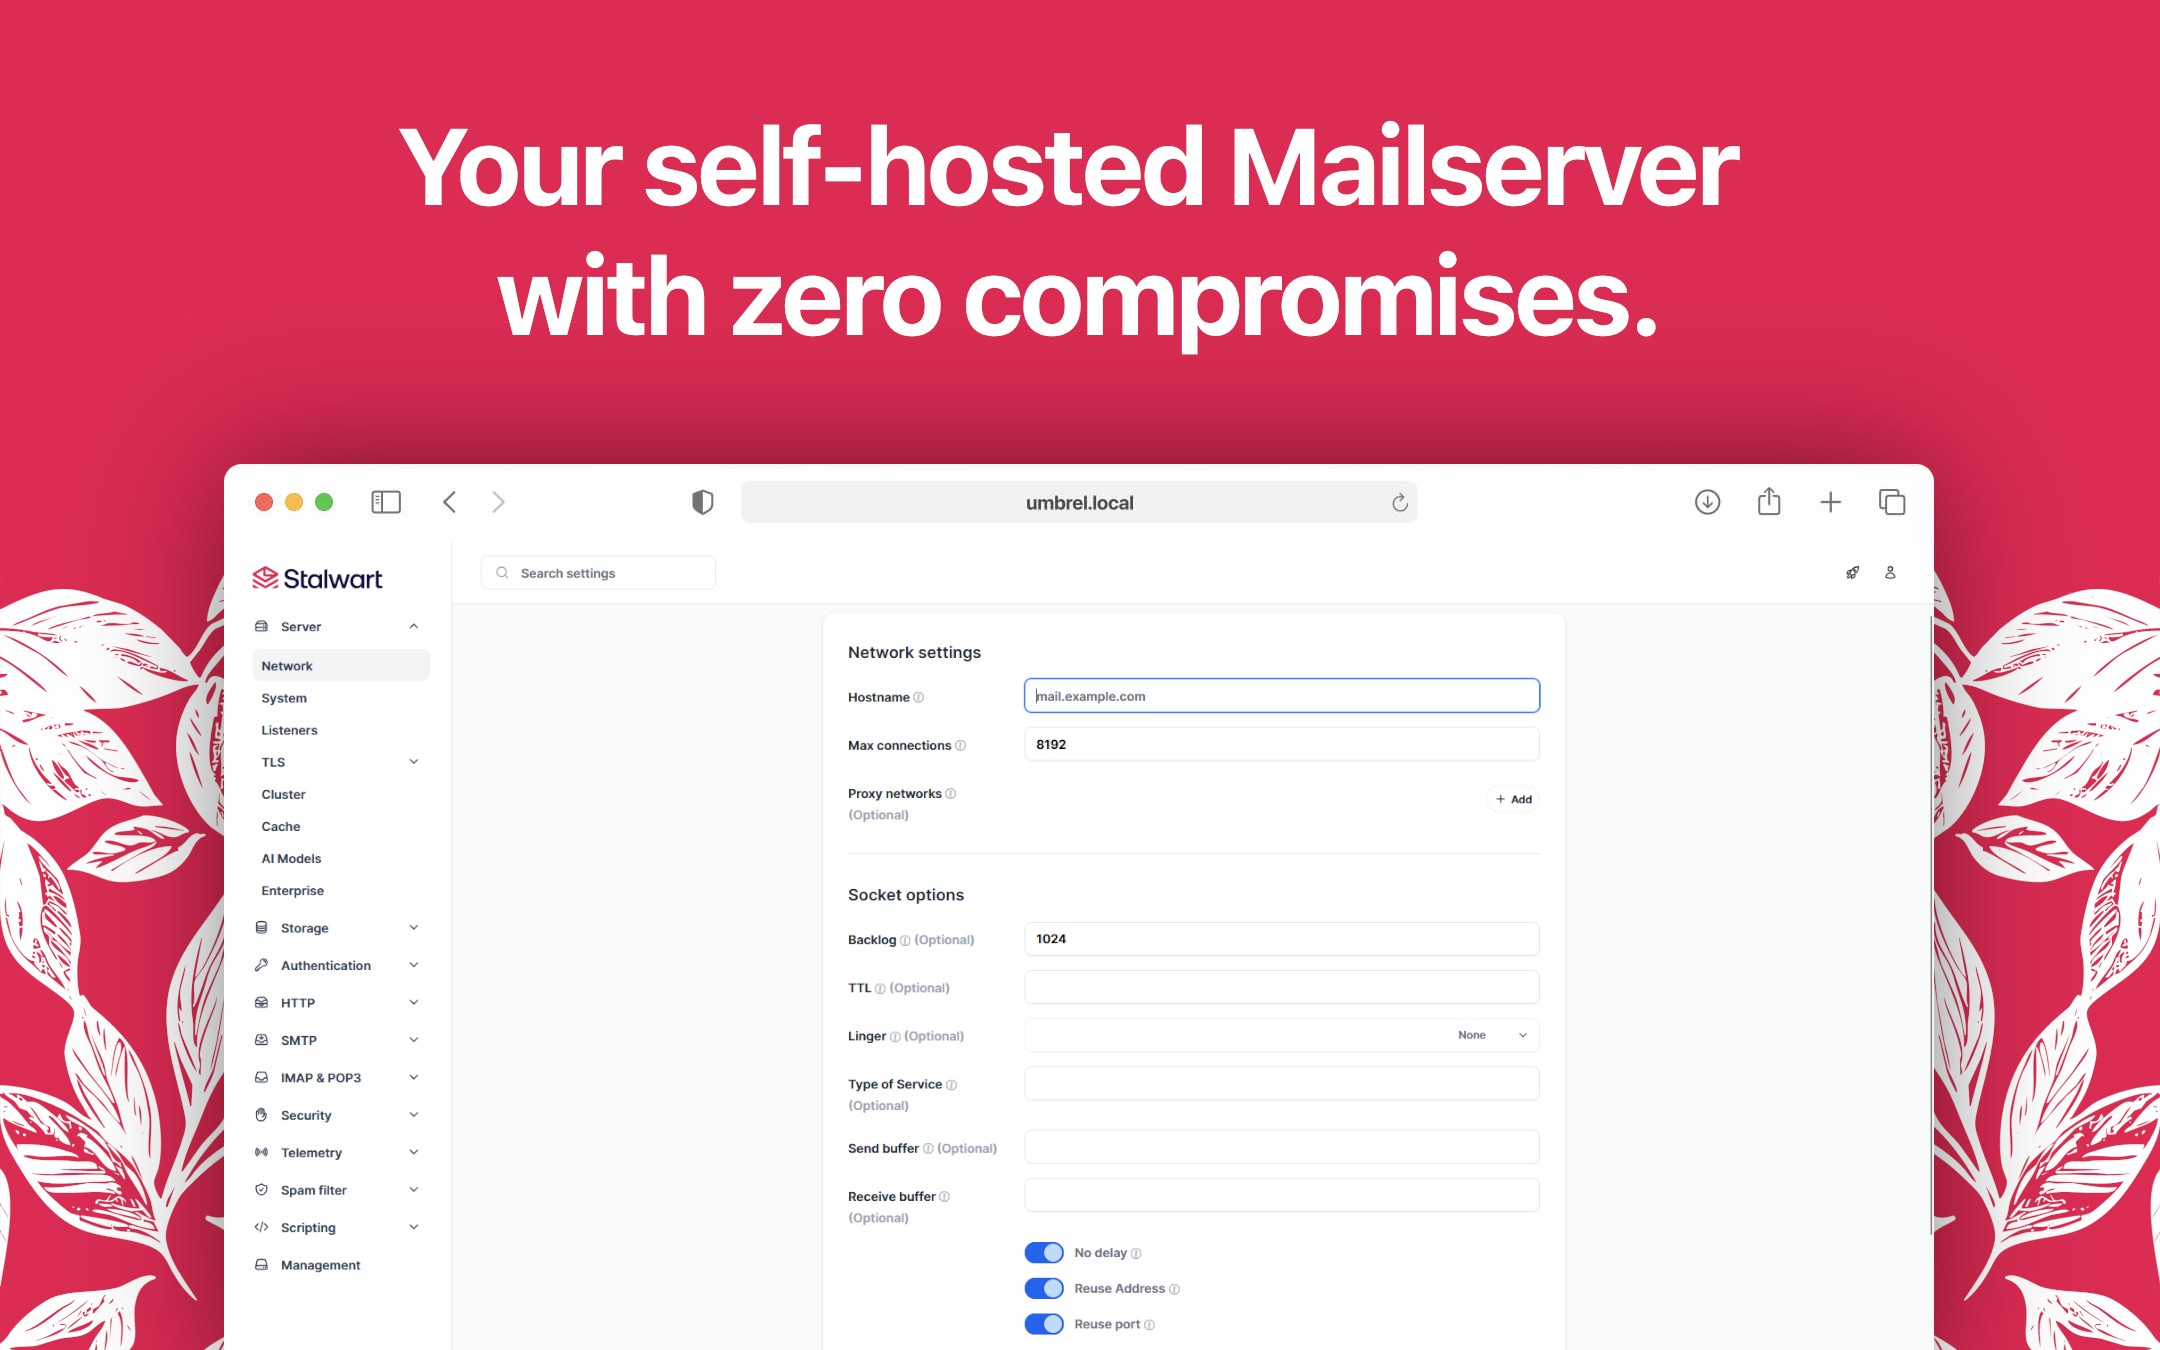 Your self-hosted Mailserver
with zero compromises.
umbrel.local
Stalwart
Search settings
Server
Network
System
Listeners
TLS
Cluster
Cache
AI Models
Enterprise
Storage
Authentication
HTTP
SMTP
IMAP & POP3
Security
Telemetry
Spam filter
Scripting
Management
Network settings
Hostname
mail.example.com
Max connections
8192
Proxy networks
(Optional)
+ Add
Socket options
Backlog (Optional)
1024
TTL (Optional)
Linger (Optional)
None
Type of Service
(Optional)
Send buffer (Optional)
Receive buffer
(Optional)
No delay
Reuse Address
Reuse port